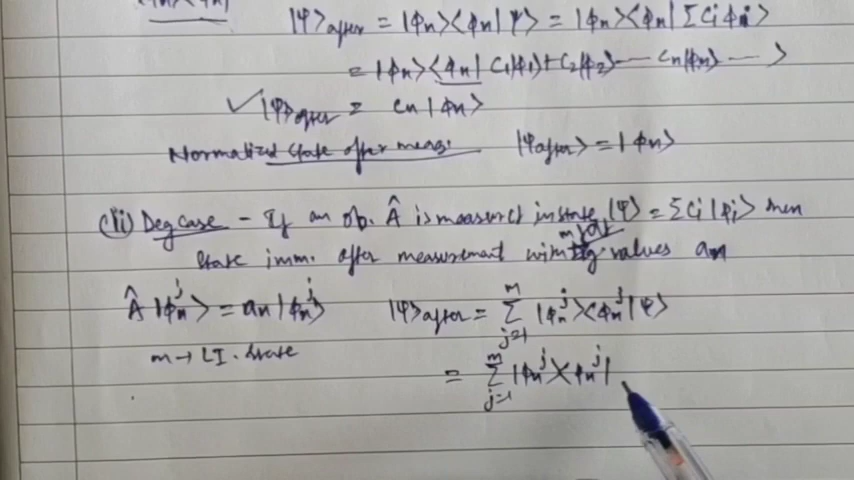 |ψ⟩after = |ϕn⟩⟨ϕn|ψ⟩ = |ϕn⟩⟨ϕn|Σ Ci ϕi⟩
= |ϕn⟩⟨ϕn| C1|ϕ1⟩ + C2|ϕ2⟩ --- Cn|ϕn⟩ --- ⟩
✓ |ψ⟩after = Cn |ϕn⟩
Normalized state after meas. |ψafter⟩ = |ϕn⟩
(ii) Deg case - If an ob. Â is measured in state |ψ⟩ = Σ Ci |ϕi⟩ then
state imm. after measurement with values an
Â |ϕn^j⟩ = an |ϕn^j⟩ |ψ⟩after = Σ_{j=1}^{m} |ϕn^j⟩⟨ϕn^j|ψ⟩
m → LI. state
= Σ_{j=1}^{m} |ϕn^j⟩⟨ϕn^j|